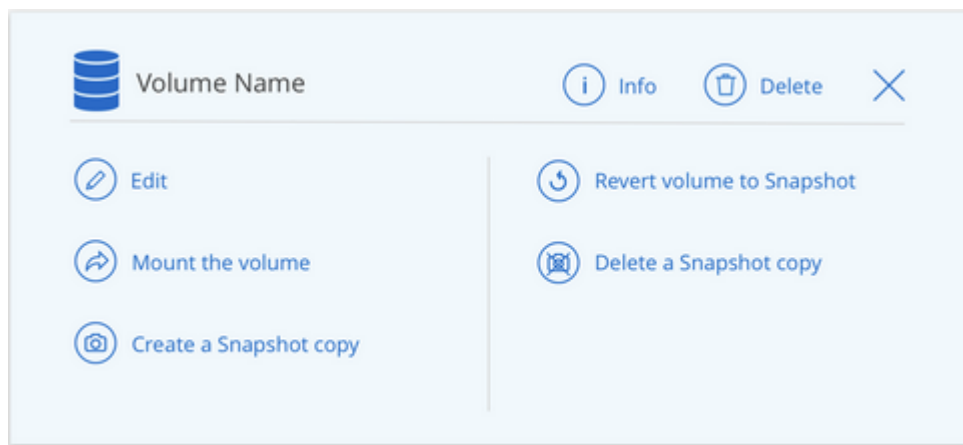 Volume Name
Info
Delete
Edit
Mount the volume
Create a Snapshot copy
Revert volume to Snapshot
Delete a Snapshot copy